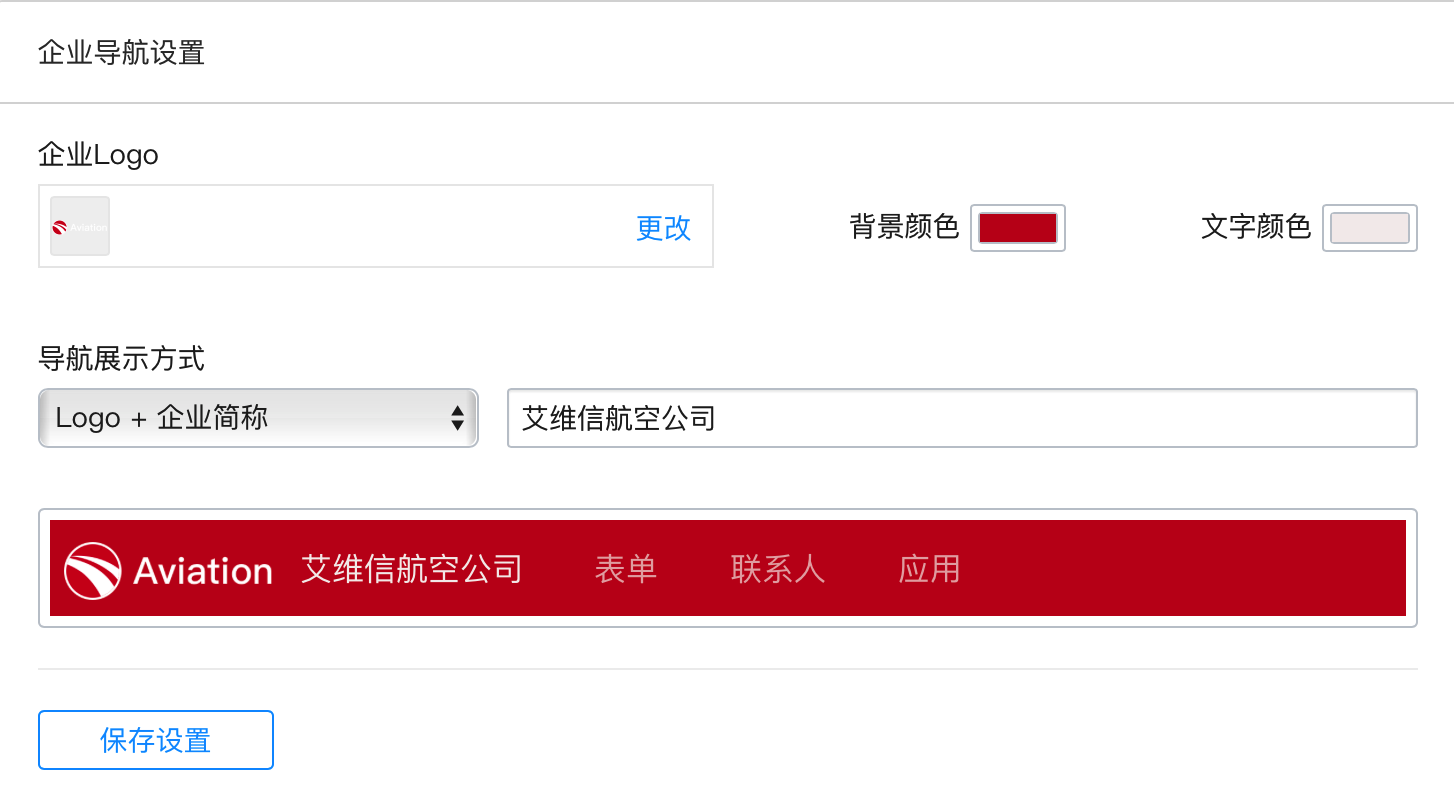 企业导航设置
企业Logo
Aviation
更改
背景颜色
文字颜色
导航展示方式
Logo + 企业简称
艾维信航空公司
Aviation 艾维信航空公司 表单 联系人 应用
保存设置